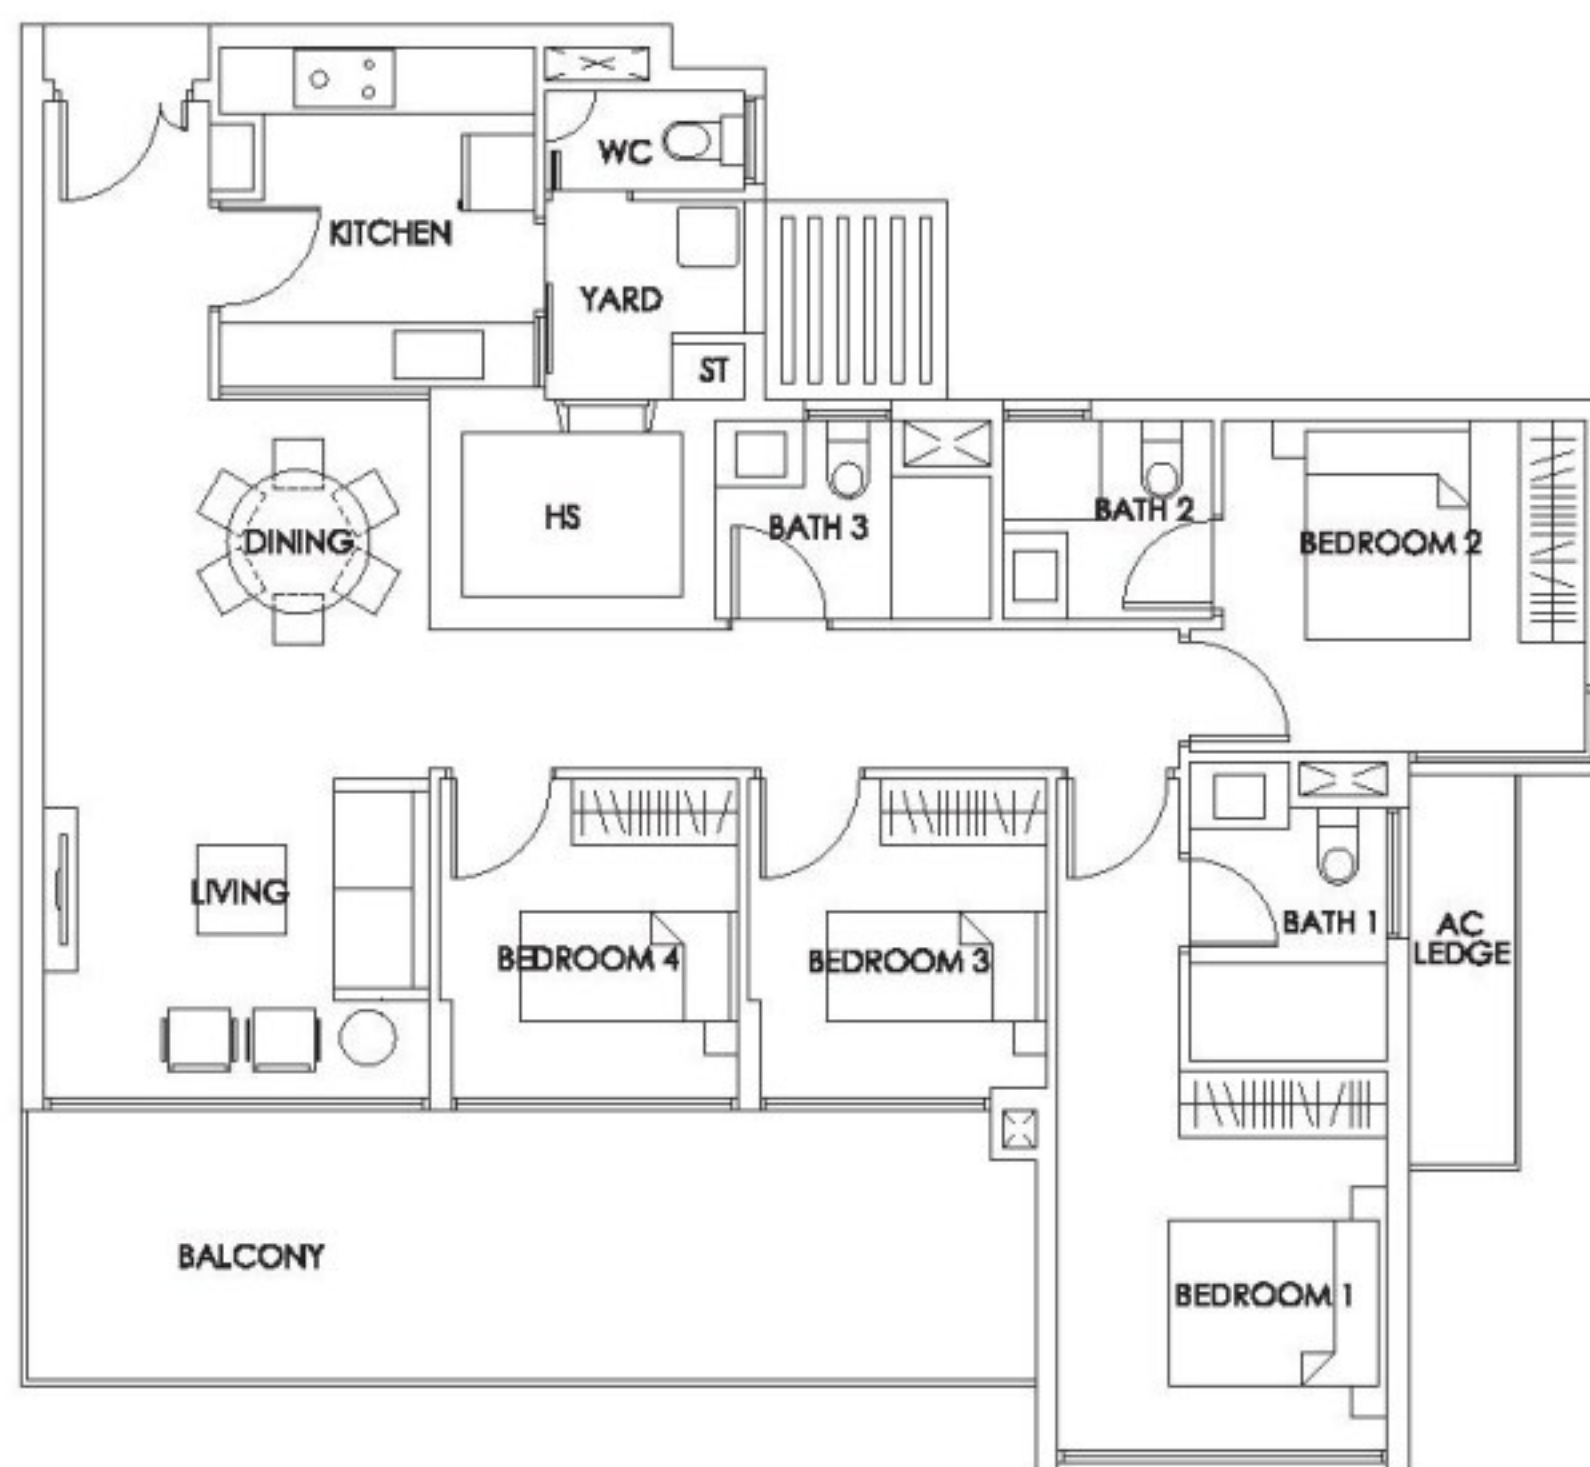 WC
KITCHEN
YARD
ST
HS
BATH 3
BATH 2
BEDROOM 2
DINING
LIVING
BEDROOM 4
BEDROOM 3
BATH 1
AC
LEDGE
BALCONY
BEDROOM 1